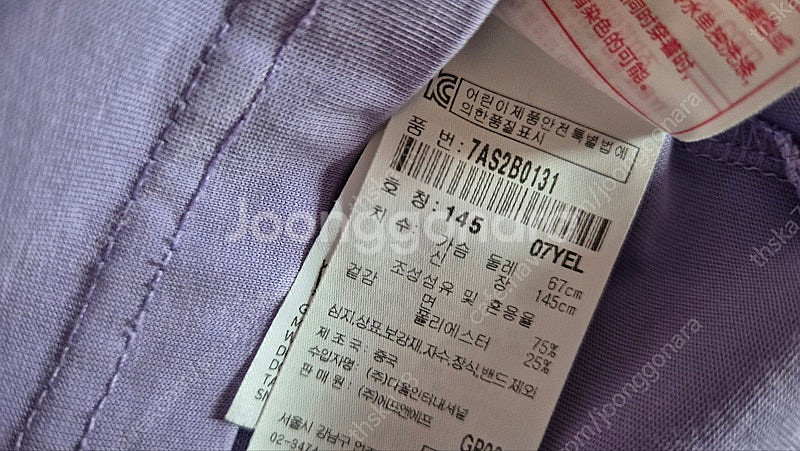 어린이제품안전특별법에
의한품질표시
품 번 : 7AS2B0131
호 칭 : 145 07YEL
치 수 : 가슴 둘레 67cm
신 장 145cm
겉감 조성섬유 및 혼용율
면 75%
폴리에스터 25%
심지,상표,보강재,자수,장식,밴드 제외
제 조 국 : 중국
수입자명 : (주)다울인터내셔널
판 매 원 : (주)에프앤에프
서울시 강남구
02-347
Joonggonara